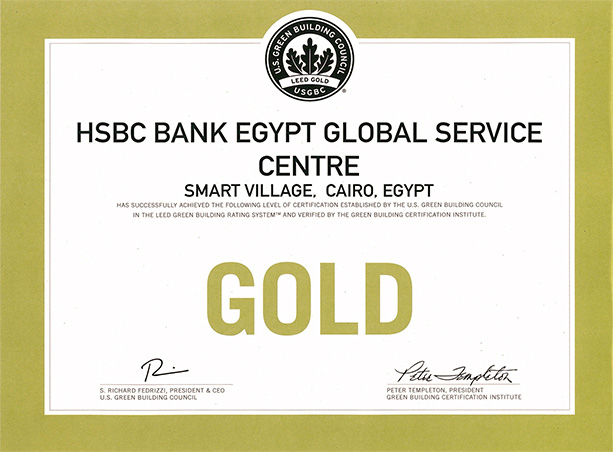 U.S. GREEN BUILDING COUNCIL
LEED GOLD
USGBC
®
HSBC BANK EGYPT GLOBAL SERVICE
CENTRE
SMART VILLAGE, CAIRO, EGYPT
HAS SUCCESSFULLY ACHIEVED THE FOLLOWING LEVEL OF CERTIFICATION ESTABLISHED BY THE U.S. GREEN BUILDING COUNCIL
IN THE LEED GREEN BUILDING RATING SYSTEM™ AND VERIFIED BY THE GREEN BUILDING CERTIFICATION INSTITUTE.
GOLD
Peter Templeton
S. RICHARD FEDRIZZI, PRESIDENT & CEO
U.S. GREEN BUILDING COUNCIL
PETER TEMPLETON, PRESIDENT
GREEN BUILDING CERTIFICATION INSTITUTE